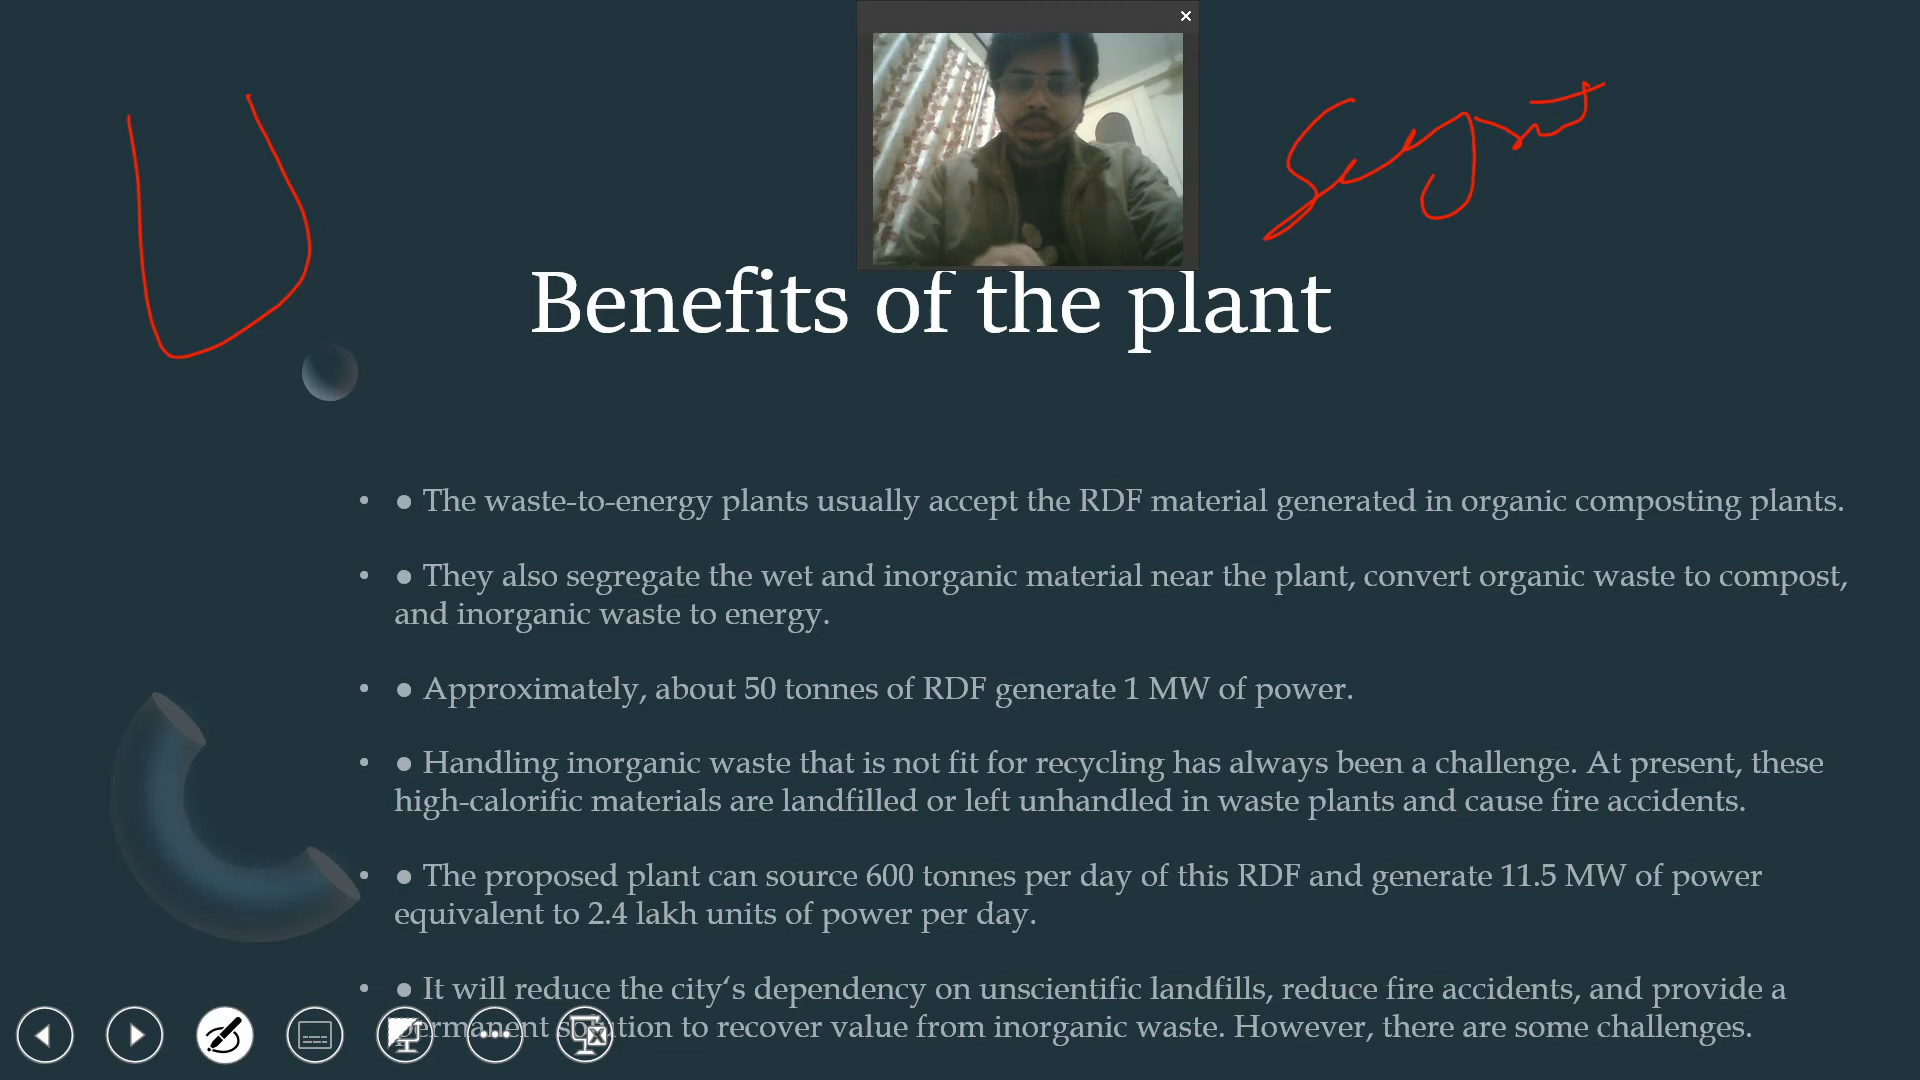 Benefits of the plant
• ● The waste-to-energy plants usually accept the RDF material generated in organic composting plants.
• ● They also segregate the wet and inorganic material near the plant, convert organic waste to compost,
and inorganic waste to energy.
• ● Approximately, about 50 tonnes of RDF generate 1 MW of power.
• ● Handling inorganic waste that is not fit for recycling has always been a challenge. At present, these
high-calorific materials are landfilled or left unhandled in waste plants and cause fire accidents.
• ● The proposed plant can source 600 tonnes per day of this RDF and generate 11.5 MW of power
equivalent to 2.4 lakh units of power per day.
• ● It will reduce the city‘s dependency on unscientific landfills, reduce fire accidents, and provide a
permanent solution to recover value from inorganic waste. However, there are some challenges.